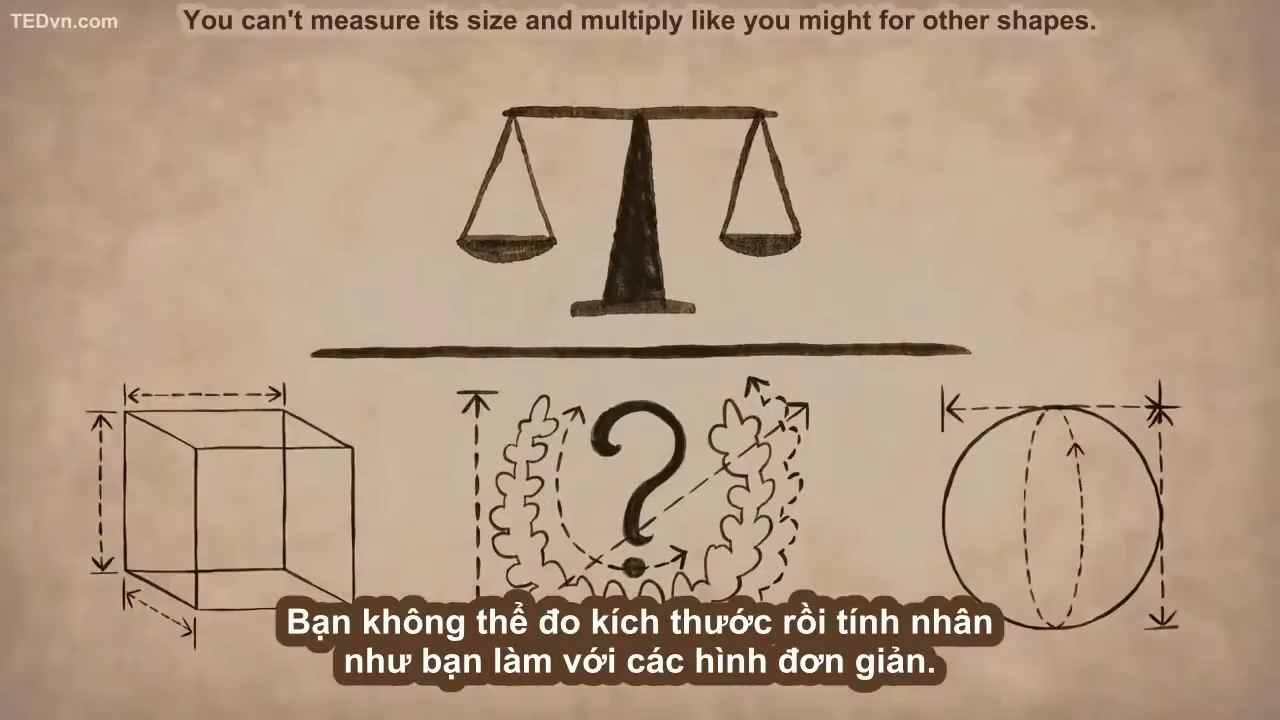 TEDvn.com
You can't measure its size and multiply like you might for other shapes.
?
Bạn không thể đo kích thước rồi tính nhân
như bạn làm với các hình đơn giản.